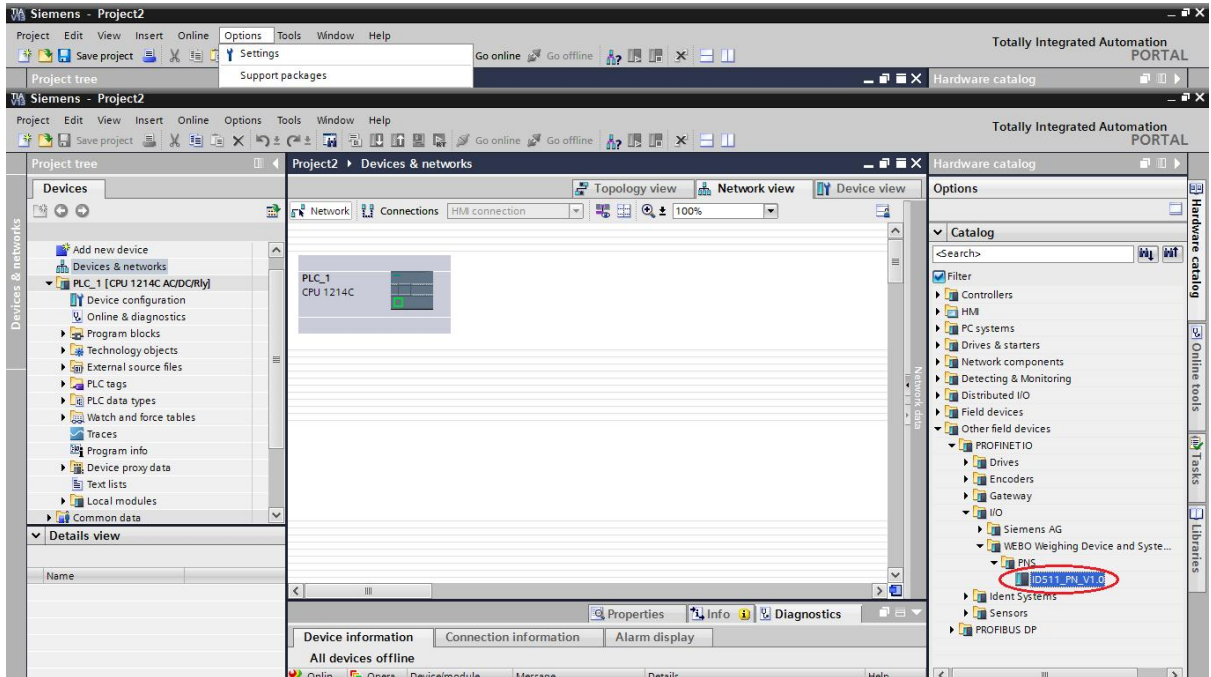 Siemens - Project2
Project Edit View Insert Online Options Tools Window Help
Totally Integrated Automation
PORTAL
Save project
Settings
Go online Go offline
Support packages
Project tree
Hardware catalog
Siemens - Project2
Project Edit View Insert Online Options Tools Window Help
Totally Integrated Automation
PORTAL
Save project Go online Go offline
Project tree
Project2 Devices & networks
Hardware catalog
Devices
Topology view Network view Device view
Options
Network Connections HMI connection 100%
Devices & networks
Add new device
Devices & networks
PLC_1 [CPU 1214C AC/DC/Rly]
Device configuration
Online & diagnostics
Program blocks
Technology objects
External source files
PLC tags
PLC data types
Watch and force tables
Traces
Program info
Device proxy data
Text lists
Local modules
Common data
Details view
Name
PLC_1
CPU 1214C
Network data
Properties Info Diagnostics
Device information Connection information Alarm display
All devices offline
Onlin Opera Device/module Message Details Help
Catalog
<Search>
Filter
Controllers
HMI
PC systems
Drives & starters
Network components
Detecting & Monitoring
Distributed I/O
Field devices
Other field devices
PROFINET IO
Drives
Encoders
Gateway
I/O
Siemens AG
WEBO Weighing Device and Syste...
PNS
ID511_PN_V1.0
Ident Systems
Sensors
PROFIBUS DP
Hardware catalog
Online tools
Tasks
Libraries